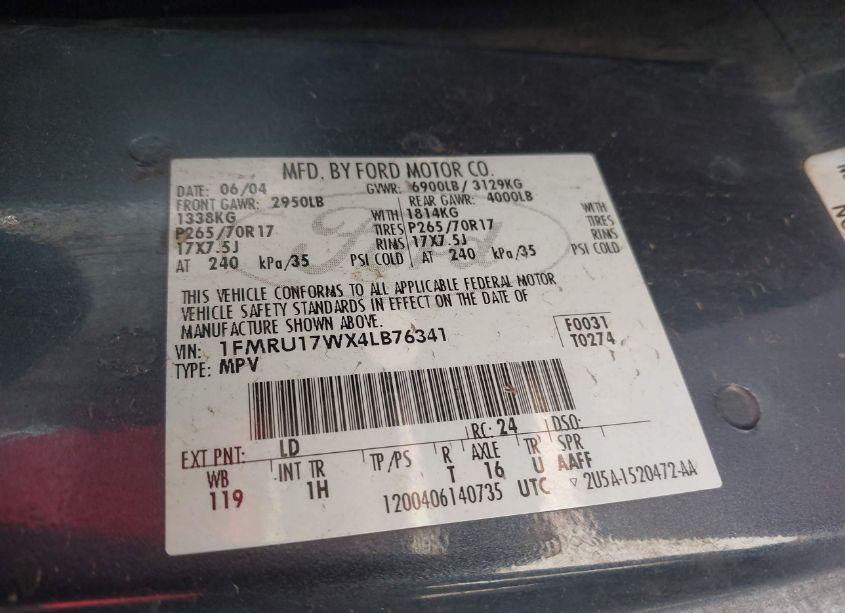 MFD. BY FORD MOTOR CO.
DATE: 06/04 GVWR: 6900LB/ 3129KG
FRONT GAWR: 2950LB REAR GAWR: 4000LB
1338KG WITH 1814KG WITH
P265/70R17 TIRES P265/70R17 TIRES
17X7.5J RIMS 17X7.5J RIMS
AT 240 kPa/35 PSI COLD AT 240 kPa/35 PSI COLD
Ford
THIS VEHICLE CONFORMS TO ALL APPLICABLE FEDERAL MOTOR
VEHICLE SAFETY STANDARDS IN EFFECT ON THE DATE OF
MANUFACTURE SHOWN ABOVE.
VIN: 1FMRU17WX4LB76341 F0031
TYPE: MPV T0274
EXT PNT: LD RC: 24 DSO:
WB INT TR TP/PS R AXLE TR SPR
119 1H T 16 U AAFF
1200406140735 UTC ▽ 2U5A-1520472-AA